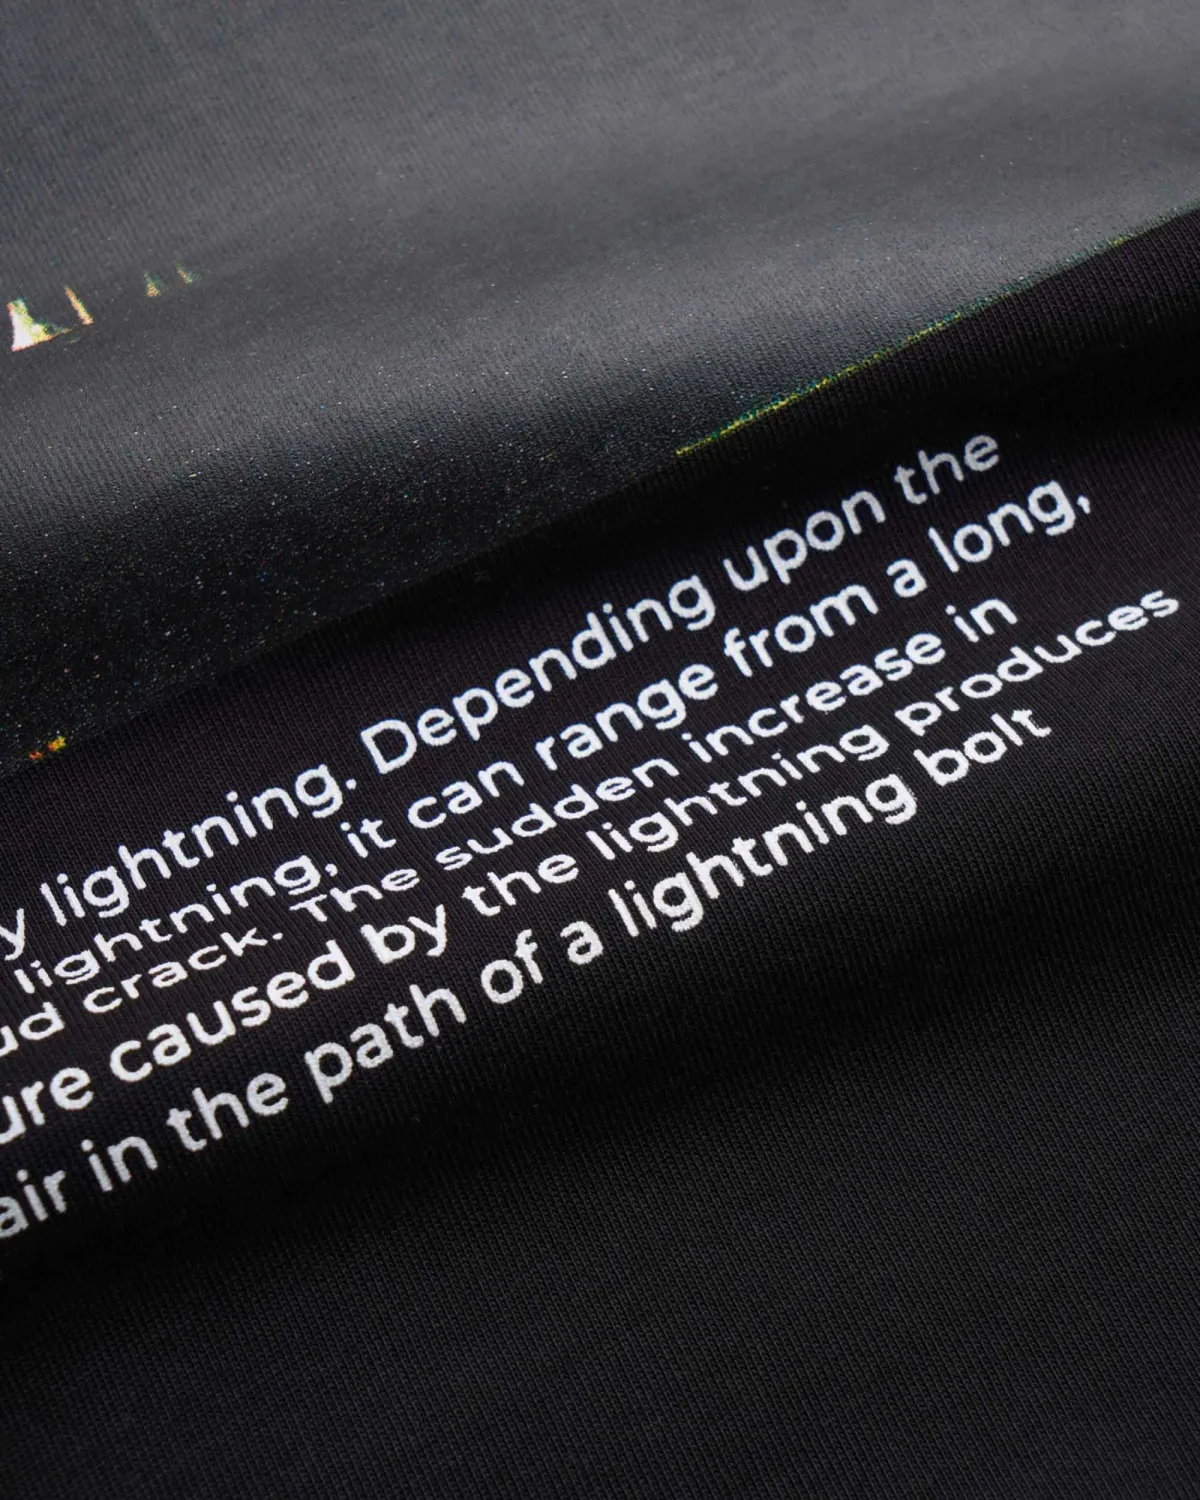 y lightning. Depending upon the
lightning, it can range from a long,
ud crack. The sudden increase in
ure caused by the lightning produces
air in the path of a lightning bolt